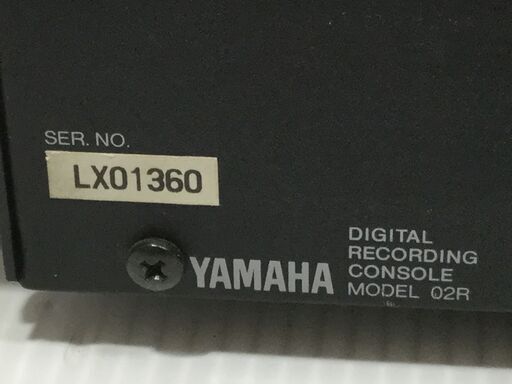 SER. NO.
LX01360
YAMAHA
DIGITAL
RECORDING
CONSOLE
MODEL 02R